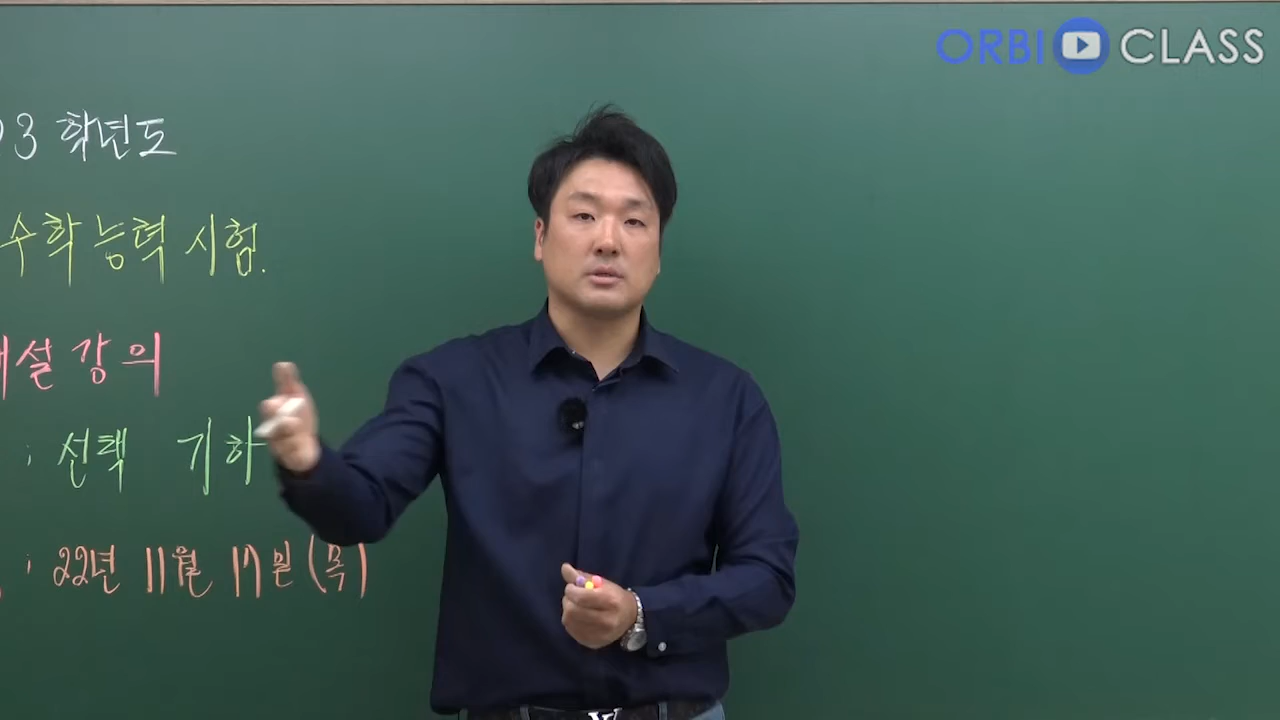 ORBI CLASS
3 학년도
수학능력시험.
설강의
: 선택 기하
: 22년 11월 17일(목)